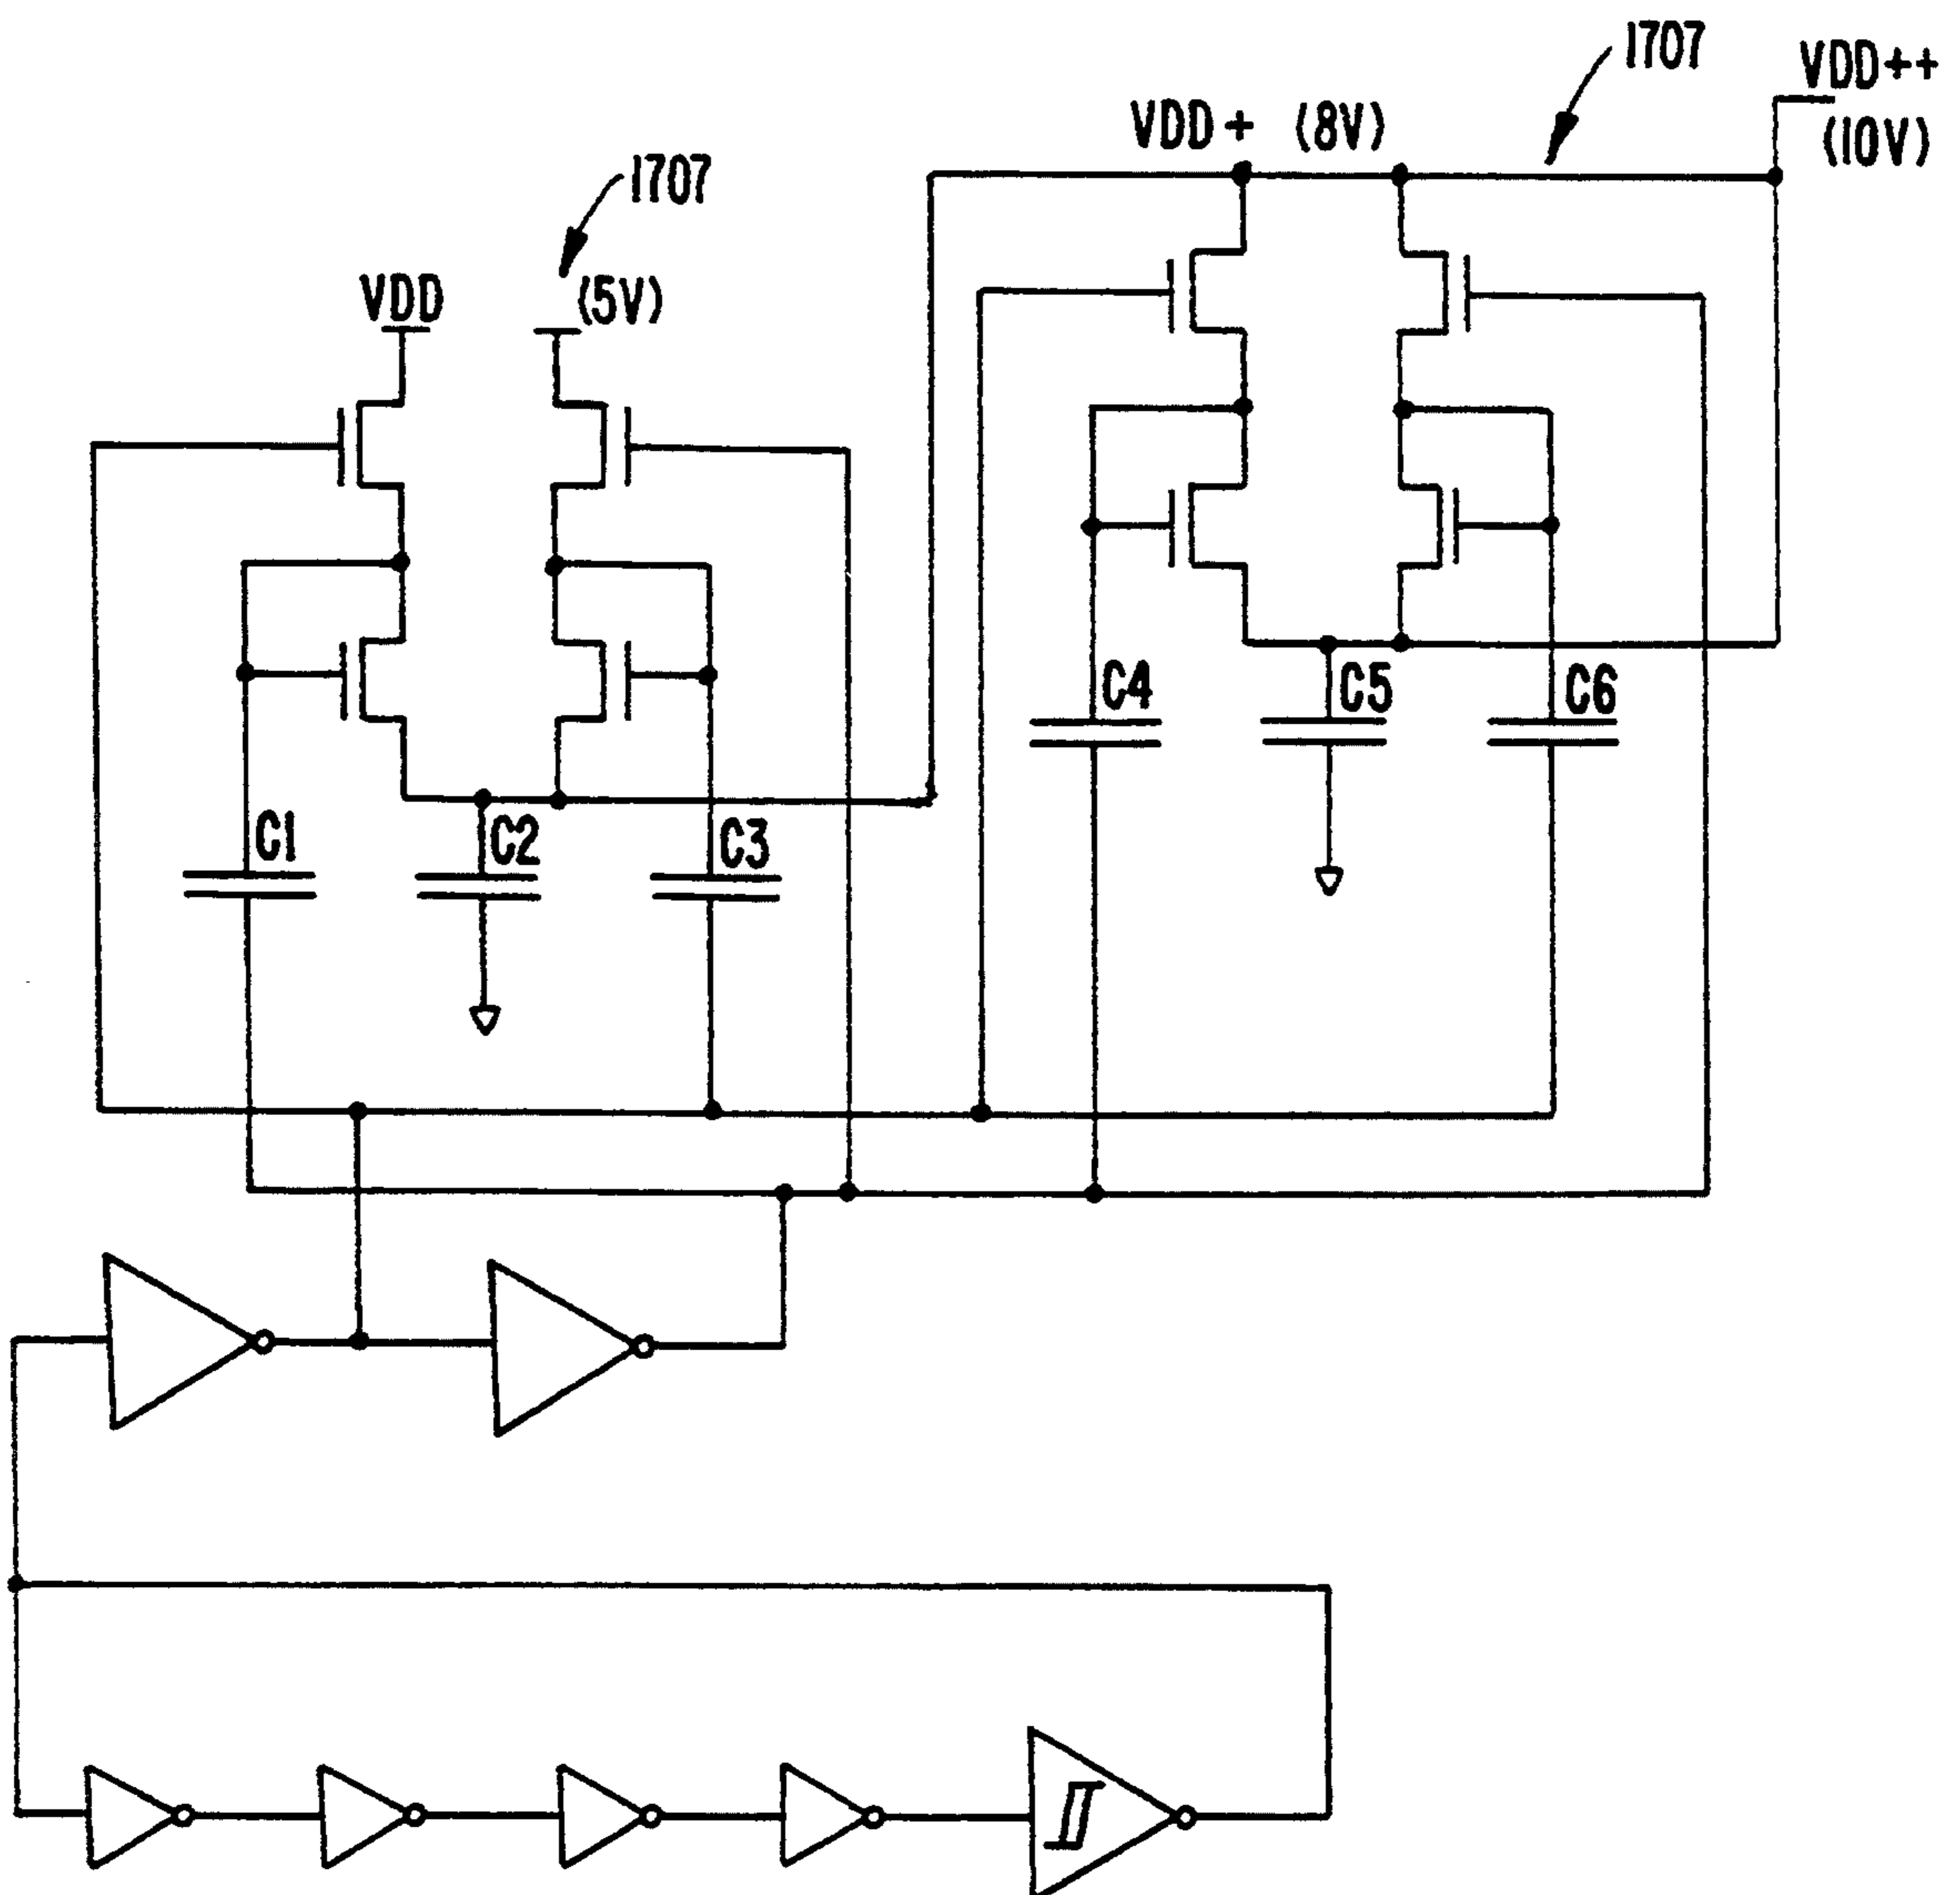 1707
VDD++
(10V)
VDD+ (8V)
1707
VDD
(5V)
C4
C5
C6
C1
C2
C3